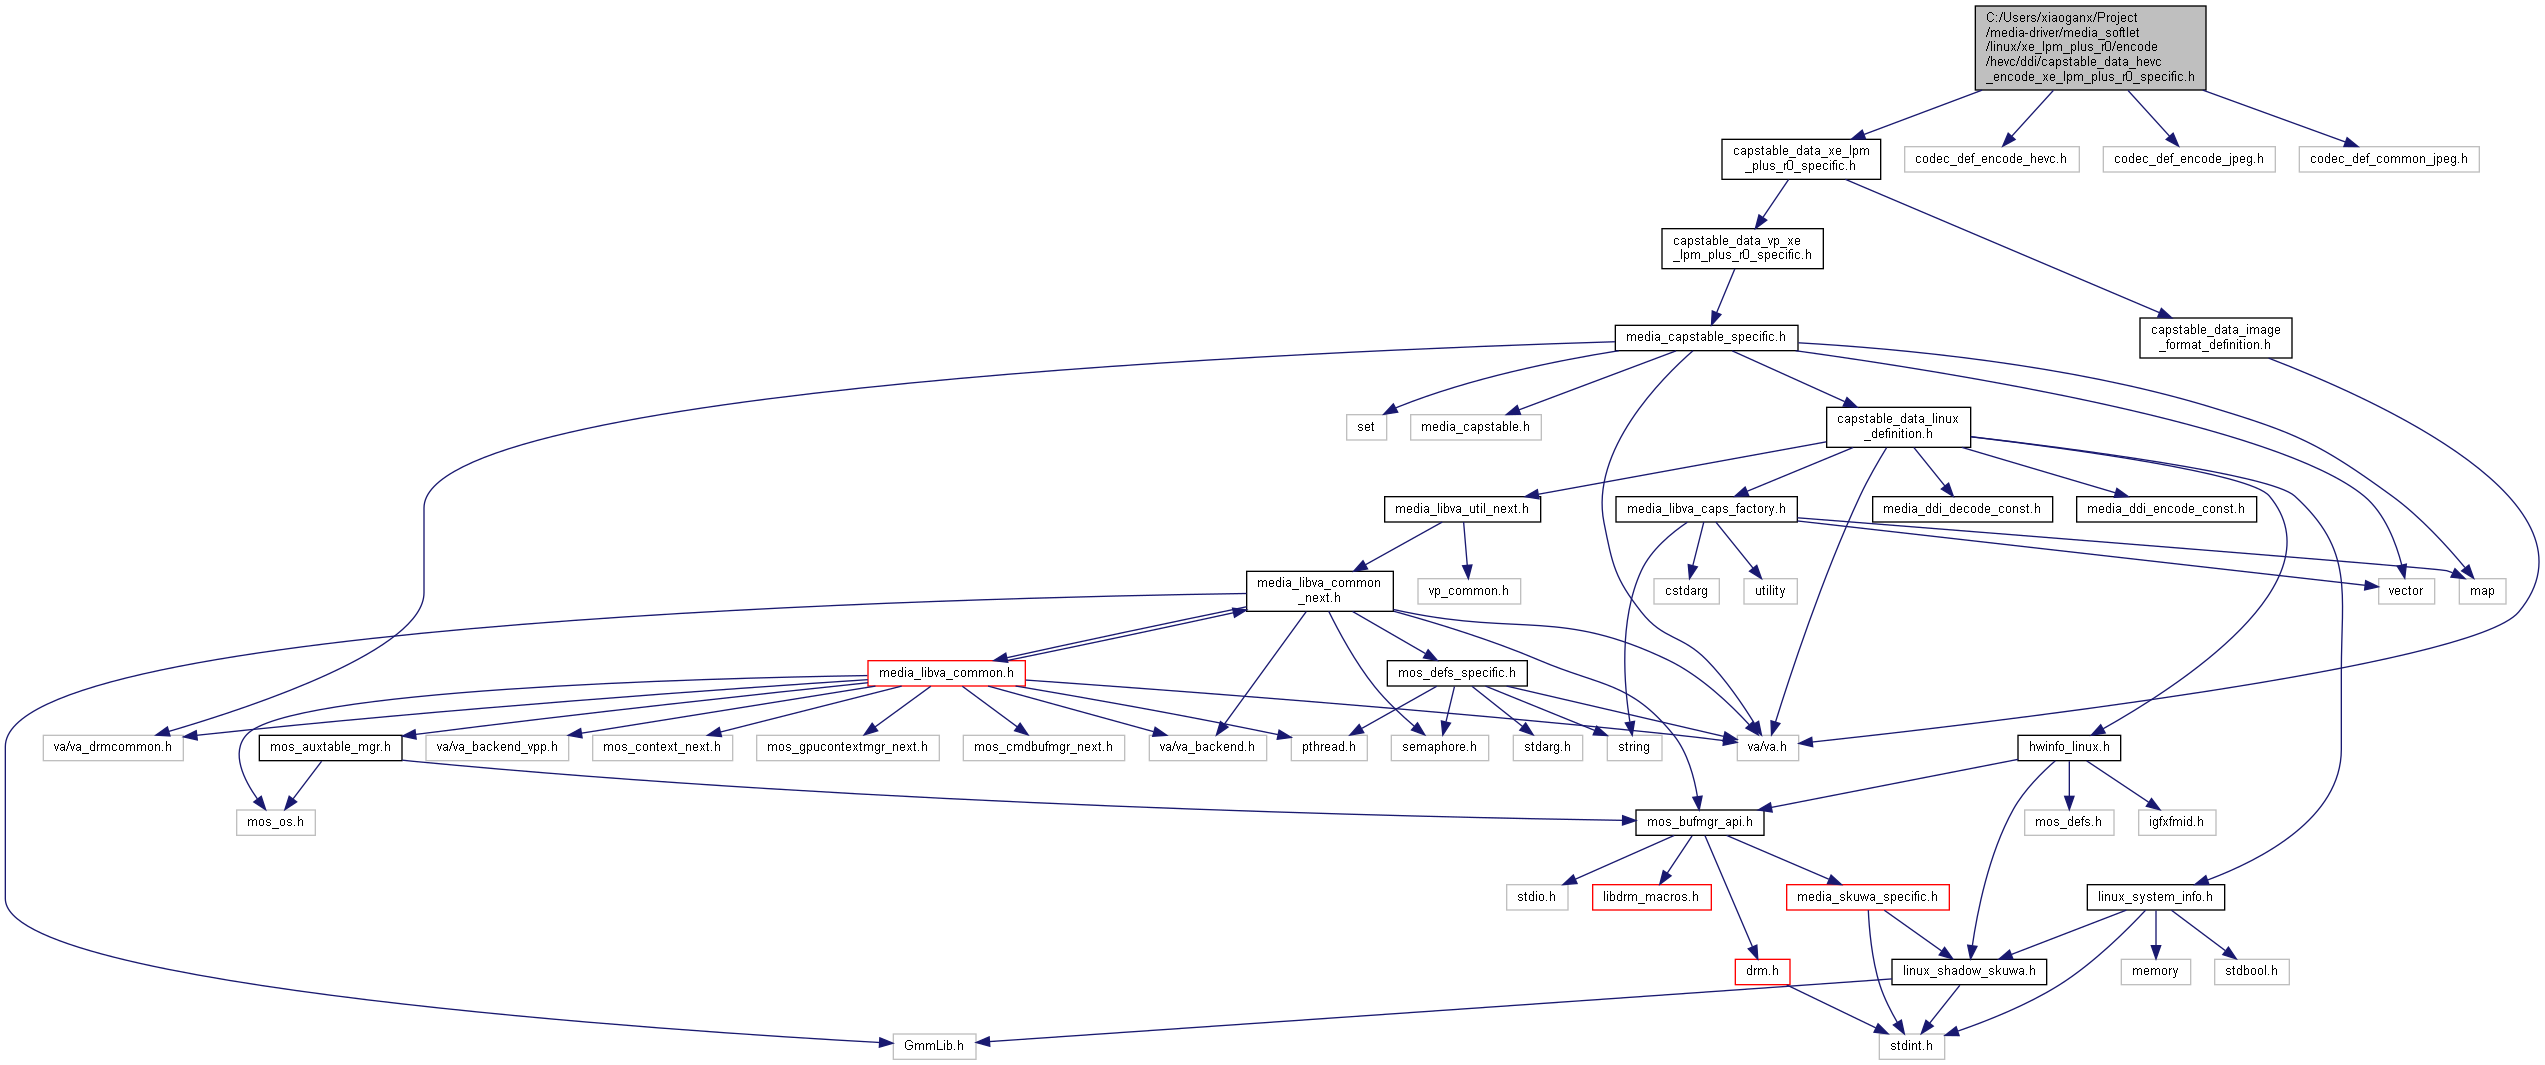 C:/Users/xiaoganx/Project
/media-driver/media_softlet
/linux/xe_lpm_plus_r0/encode
/hevc/ddi/capstable_data_hevc
_encode_xe_lpm_plus_r0_specific.h
capstable_data_xe_lpm
_plus_r0_specific.h
codec_def_encode_hevc.h
codec_def_encode_jpeg.h
codec_def_common_jpeg.h
capstable_data_vp_xe
_lpm_plus_r0_specific.h
media_capstable_specific.h
capstable_data_image
_format_definition.h
set
media_capstable.h
capstable_data_linux
_definition.h
media_libva_util_next.h
media_libva_caps_factory.h
media_ddi_decode_const.h
media_ddi_encode_const.h
media_libva_common
_next.h
vp_common.h
cstdarg
utility
vector
map
media_libva_common.h
mos_defs_specific.h
va/va_drmcommon.h
mos_auxtable_mgr.h
va/va_backend_vpp.h
mos_context_next.h
mos_gpucontextmgr_next.h
mos_cmdbufmgr_next.h
va/va_backend.h
pthread.h
semaphore.h
stdarg.h
string
va/va.h
hwinfo_linux.h
mos_os.h
mos_bufmgr_api.h
mos_defs.h
igfxfmid.h
stdio.h
libdrm_macros.h
media_skuwa_specific.h
linux_system_info.h
drm.h
linux_shadow_skuwa.h
memory
stdbool.h
GmmLib.h
stdint.h